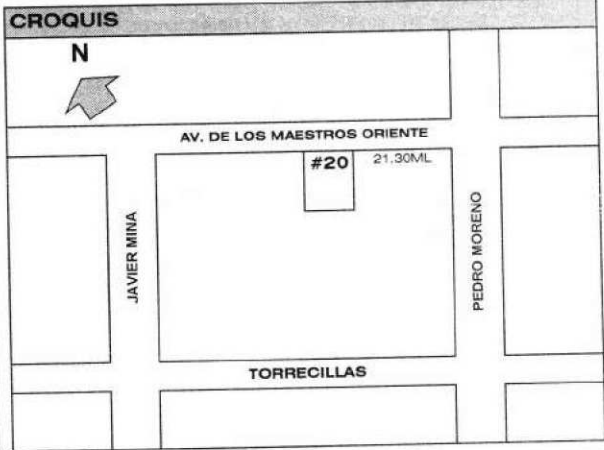 CROQUIS
N
AV. DE LOS MAESTROS ORIENTE
#20 21.30ML
JAVIER MINA
PEDRO MORENO
TORRECILLAS